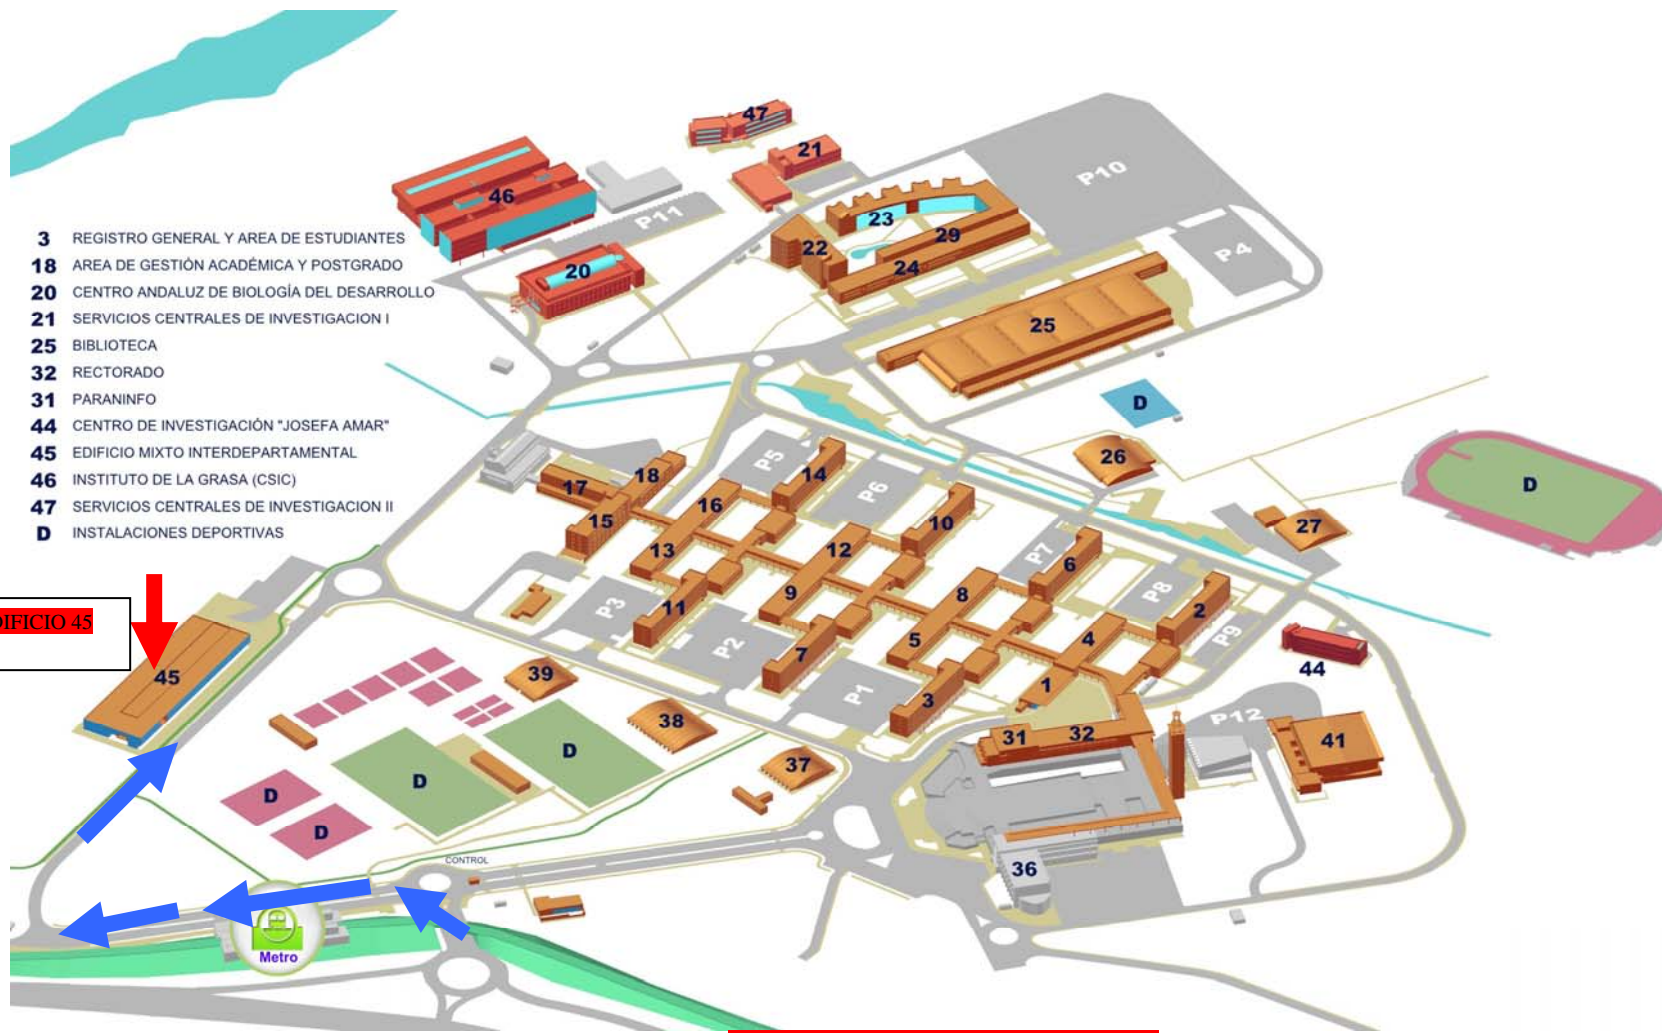 3 REGISTRO GENERAL Y AREA DE ESTUDIANTES
18 AREA DE GESTIÓN ACADÉMICA Y POSTGRADO
20 CENTRO ANDALUZ DE BIOLOGÍA DEL DESARROLLO
21 SERVICIOS CENTRALES DE INVESTIGACION I
25 BIBLIOTECA
32 RECTORADO
31 PARANINFO
44 CENTRO DE INVESTIGACIÓN "JOSEFA AMAR"
45 EDIFICIO MIXTO INTERDEPARTAMENTAL
46 INSTITUTO DE LA GRASA (CSIC)
47 SERVICIOS CENTRALES DE INVESTIGACION II
D INSTALACIONES DEPORTIVAS
DIFICIO 45
47
21
46
P11
P10
23
29
22
24
20
P4
25
D
26
D
27
14
P5
18
17
16
15
P6
10
12
13
P7
6
9
8
11
P3
P8
2
P2
5
4
P9
7
P1
3
1
44
45
39
38
37
D
D
D
D
31
32
P12
41
36
CONTROL
Metro